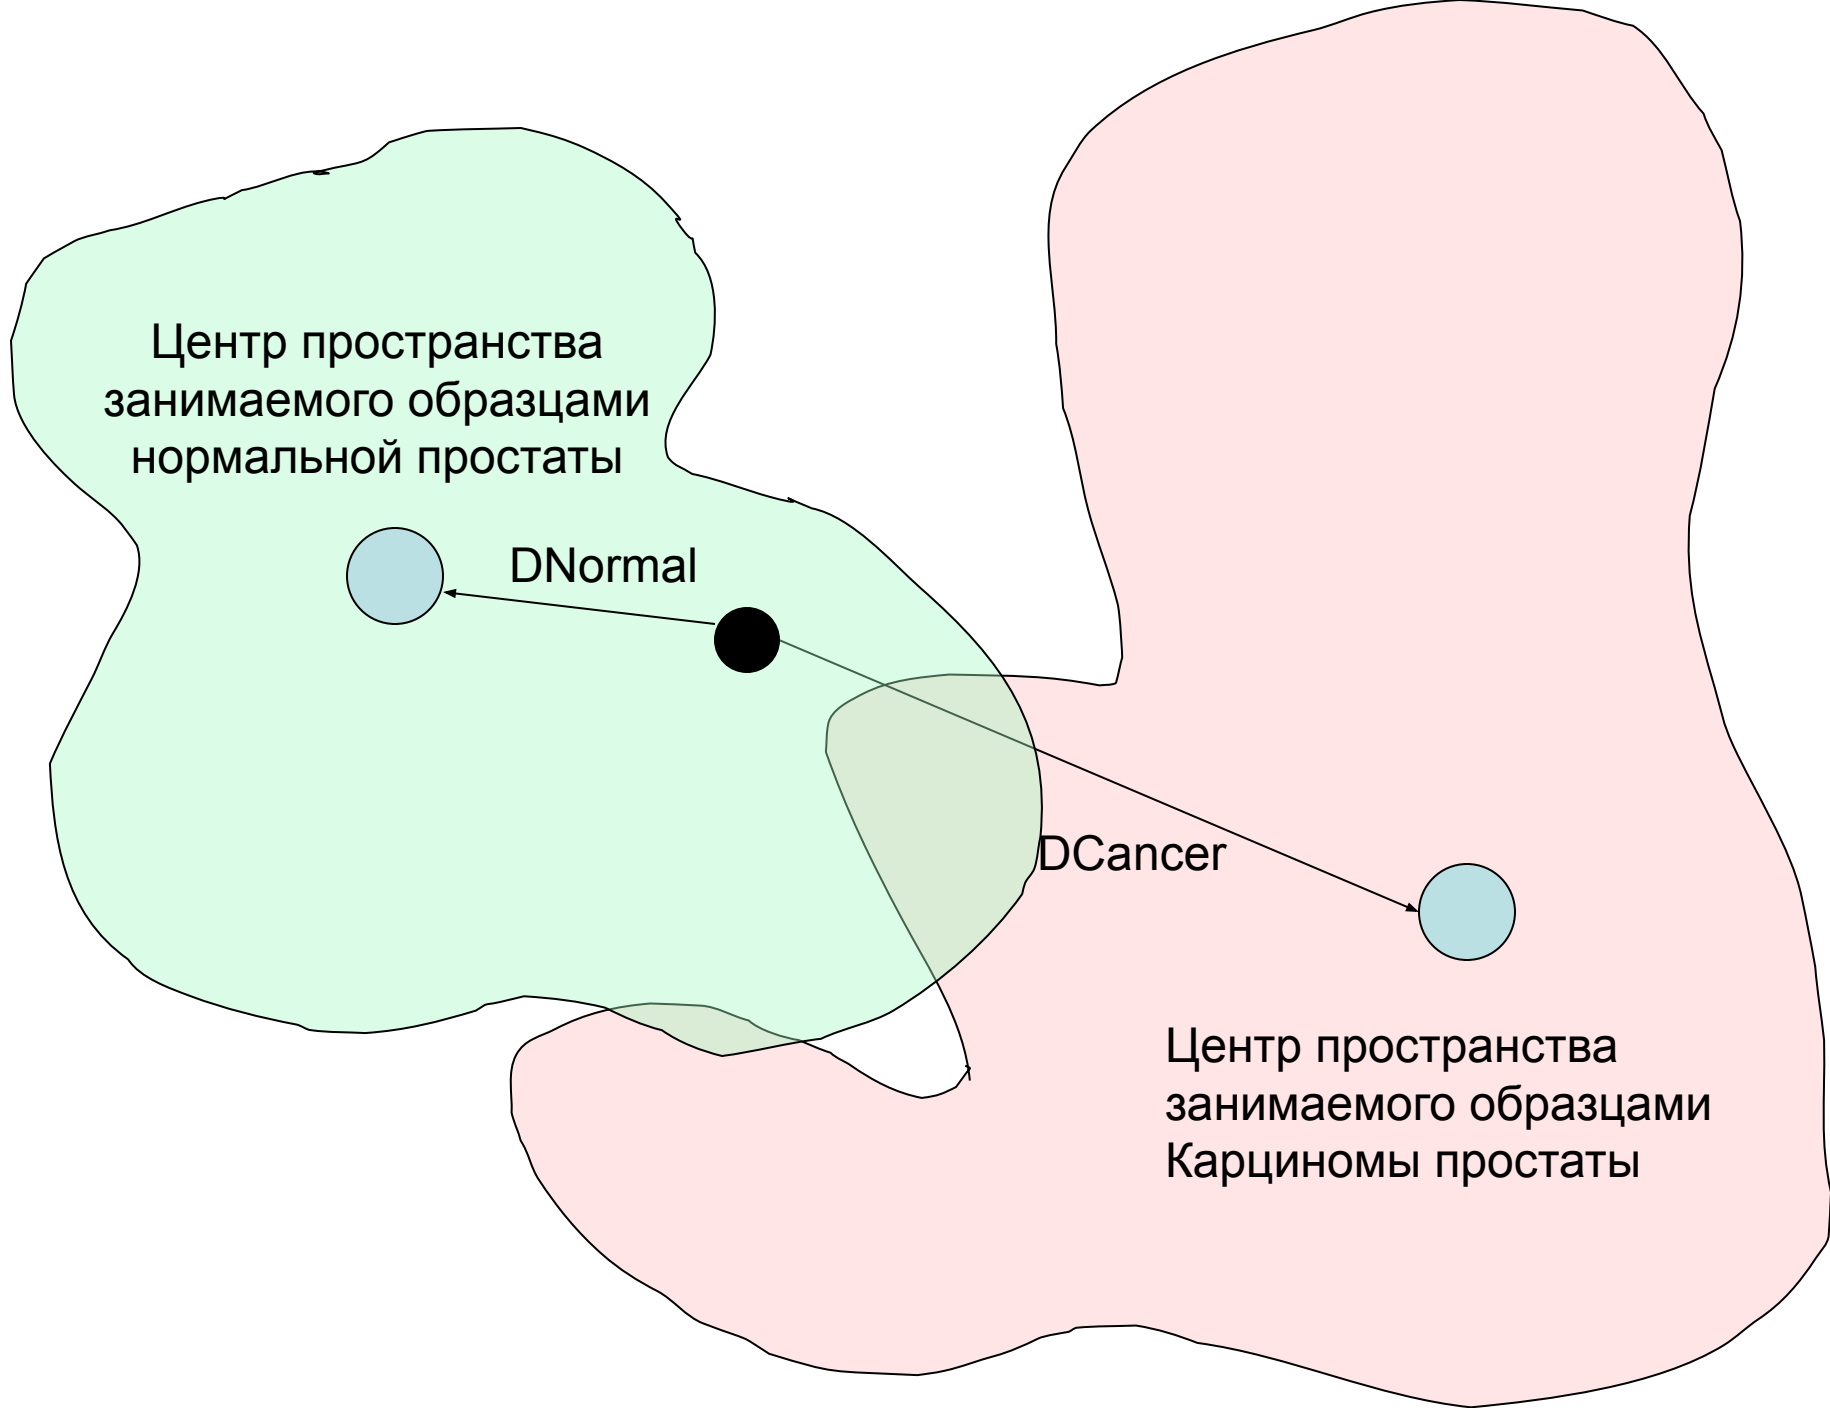 Центр пространства
занимаемого образцами
нормальной простаты
DNormal
DCancer
Центр пространства
занимаемого образцами
Карциномы простаты